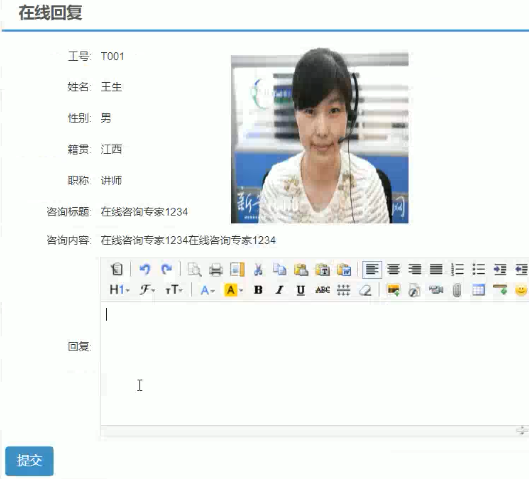 在线回复
工号: T001
姓名: 王生
性别: 男
籍贯: 江西
职称: 讲师
咨询标题: 在线咨询专家1234
咨询内容: 在线咨询专家1234在线咨询专家1234
H1 F тT A A B I U ABC
回复:
提交